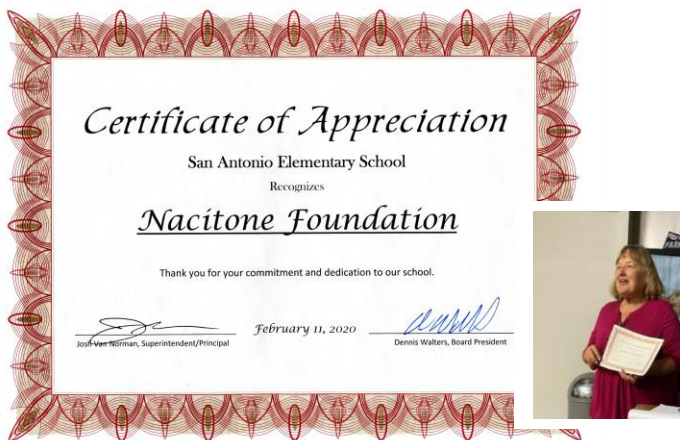 Certificate of Appreciation
San Antonio Elementary School
Recognizes
Nacitone Foundation
Thank you for your commitment and dedication to our school.
February 11, 2020
Josh Van Norman, Superintendent/Principal
Dennis Walters, Board President